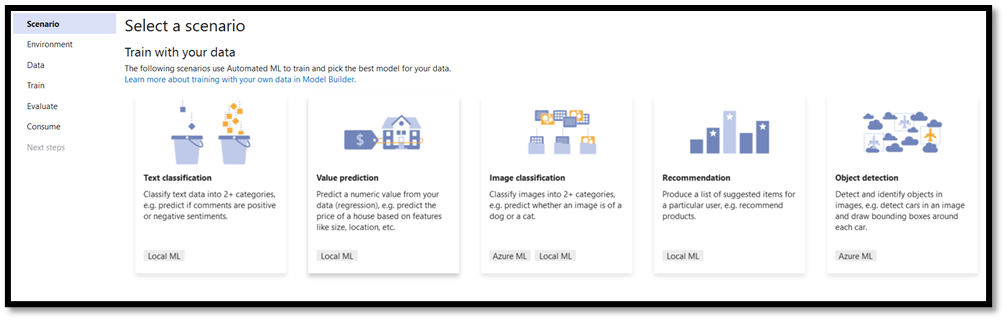 Scenario
Environment
Data
Train
Evaluate
Consume
Next steps
Select a scenario
Train with your data
The following scenarios use Automated ML to train and pick the best model for your data.
Learn more about training with your own data in Model Builder.
$
Text classification
Classify text data into 2+ categories,
e.g. predict if comments are positive
or negative sentiments.
Local ML
Value prediction
Predict a numeric value from your
data (regression), e.g. predict the
price of a house based on features
like size, location, etc.
Local ML
Image classification
Classify images into 2+ categories,
e.g. predict whether an image is of a
dog or a cat.
Azure ML Local ML
Recommendation
Produce a list of suggested items for
a particular user, e.g. recommend
products.
Local ML
Object detection
Detect and identify objects in
images, e.g. detect cars in an image
and draw bounding boxes around
each car.
Azure ML